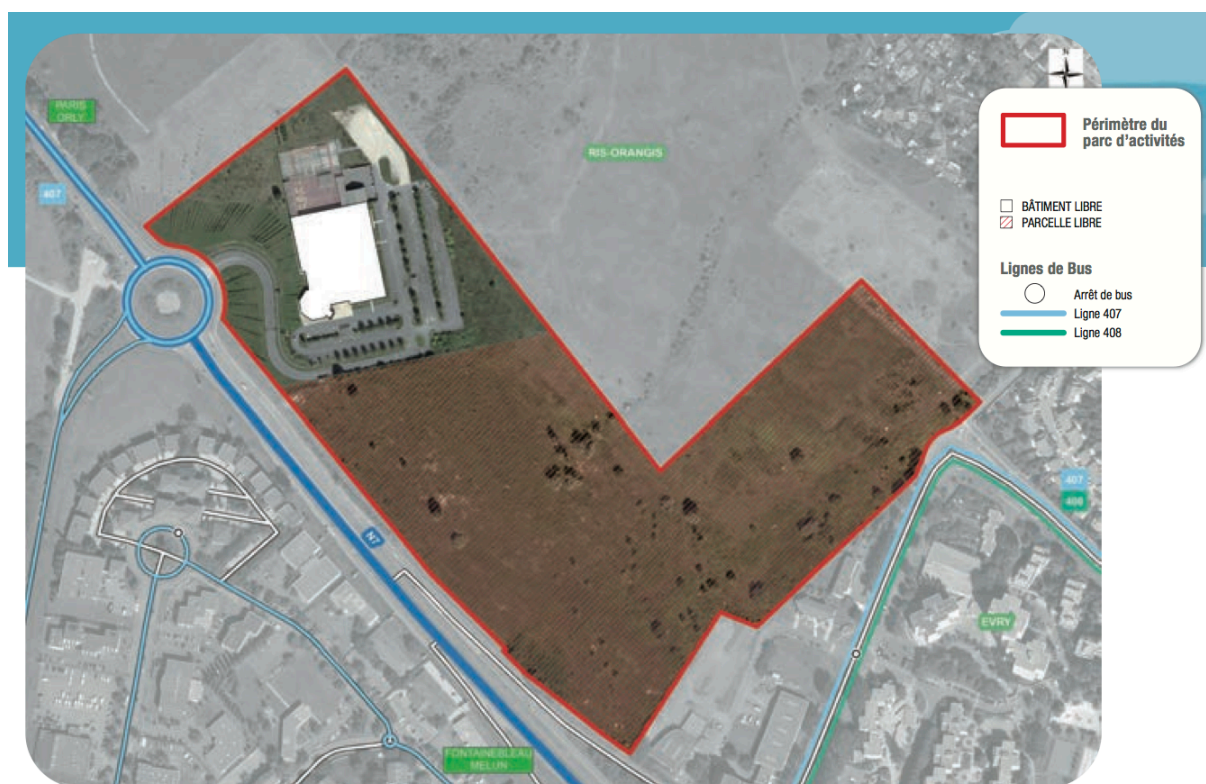 PARIS
ORLY
407
RIS-ORANGIS
Périmètre du
parc d'activités
BÂTIMENT LIBRE
PARCELLE LIBRE
Lignes de Bus
Arrêt de bus
Ligne 407
Ligne 408
N7
407
408
EVRY
FONTAINEBLEAU
MELUN